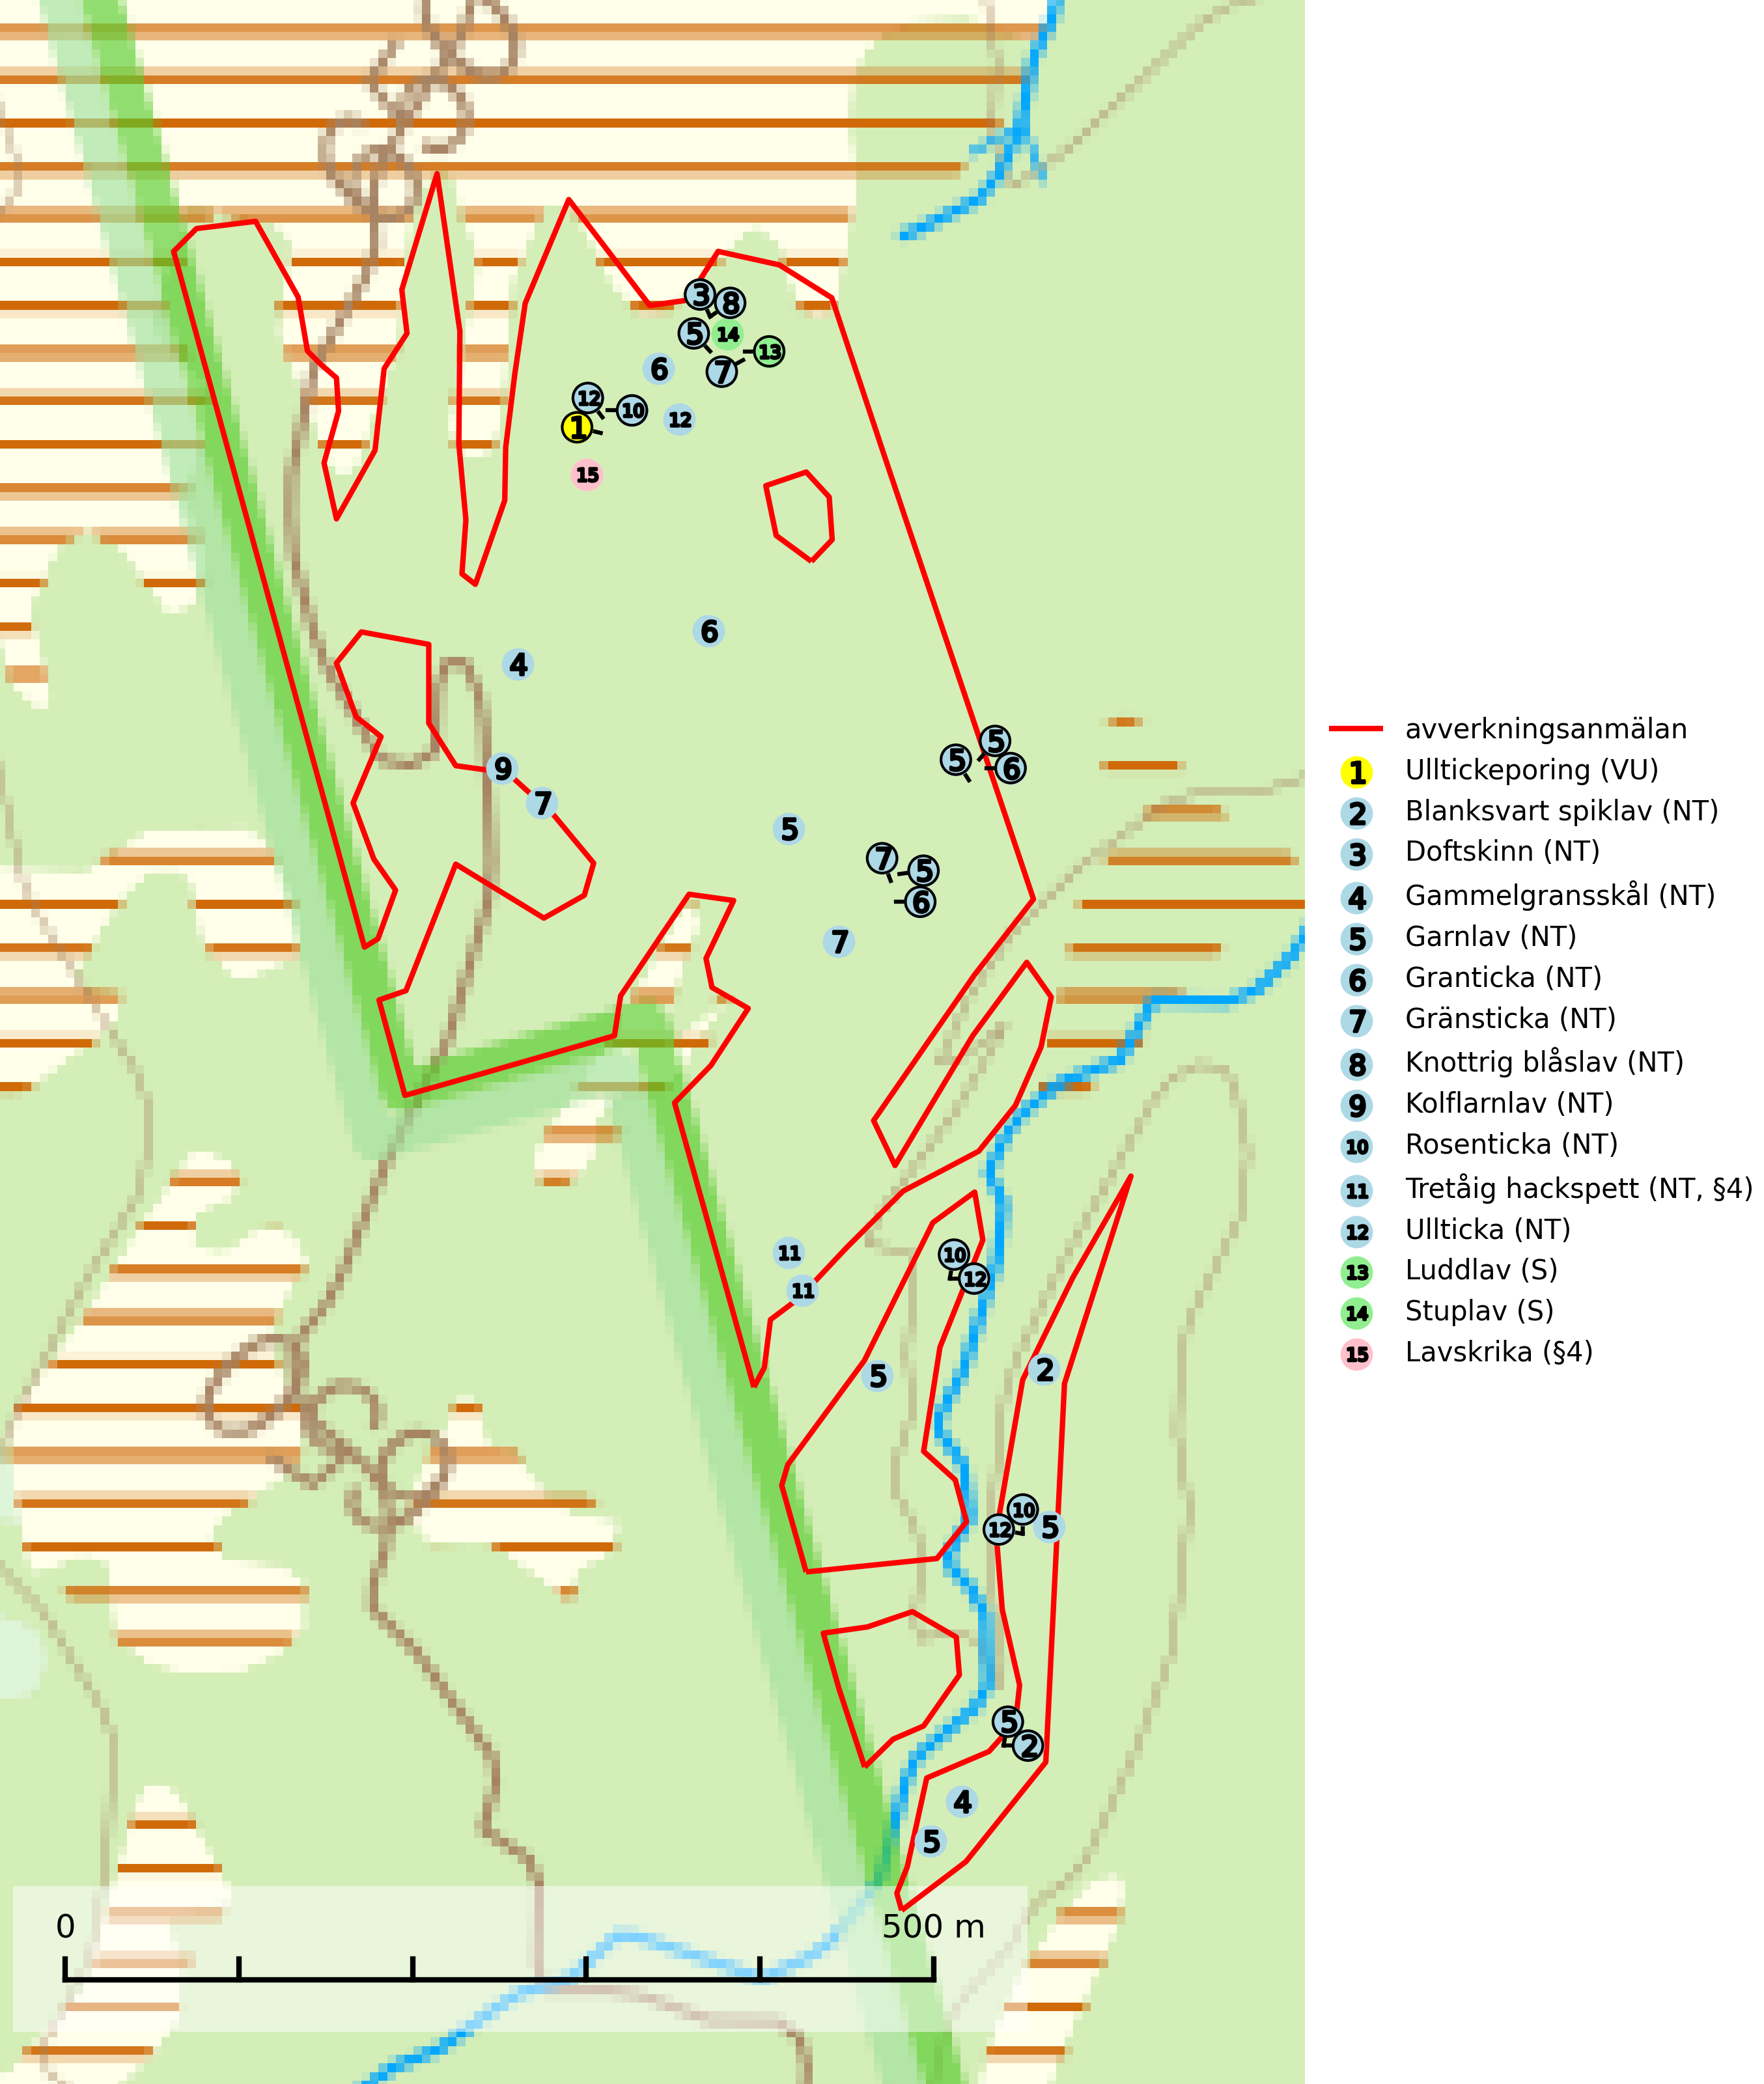 3
8
5
14
13
6
7
12
10
12
1
15
6
4
5
5
6
9
7
5
7
5
6
7
11
10
11
12
2
5
10
12
5
5
2
4
5
0
500 m
avverkningsanmälan
1 Ullticketporing (VU)
2 Blanksvart spiklav (NT)
3 Doftskinn (NT)
4 Gammelgransskål (NT)
5 Garnlav (NT)
6 Granticka (NT)
7 Gränsticka (NT)
8 Knottrig blåslav (NT)
9 Kolflarnlav (NT)
10 Rosenticka (NT)
11 Tretåig hackspett (NT, §4)
12 Ullticka (NT)
13 Luddlav (S)
14 Stuplav (S)
15 Lavskrika (§4)